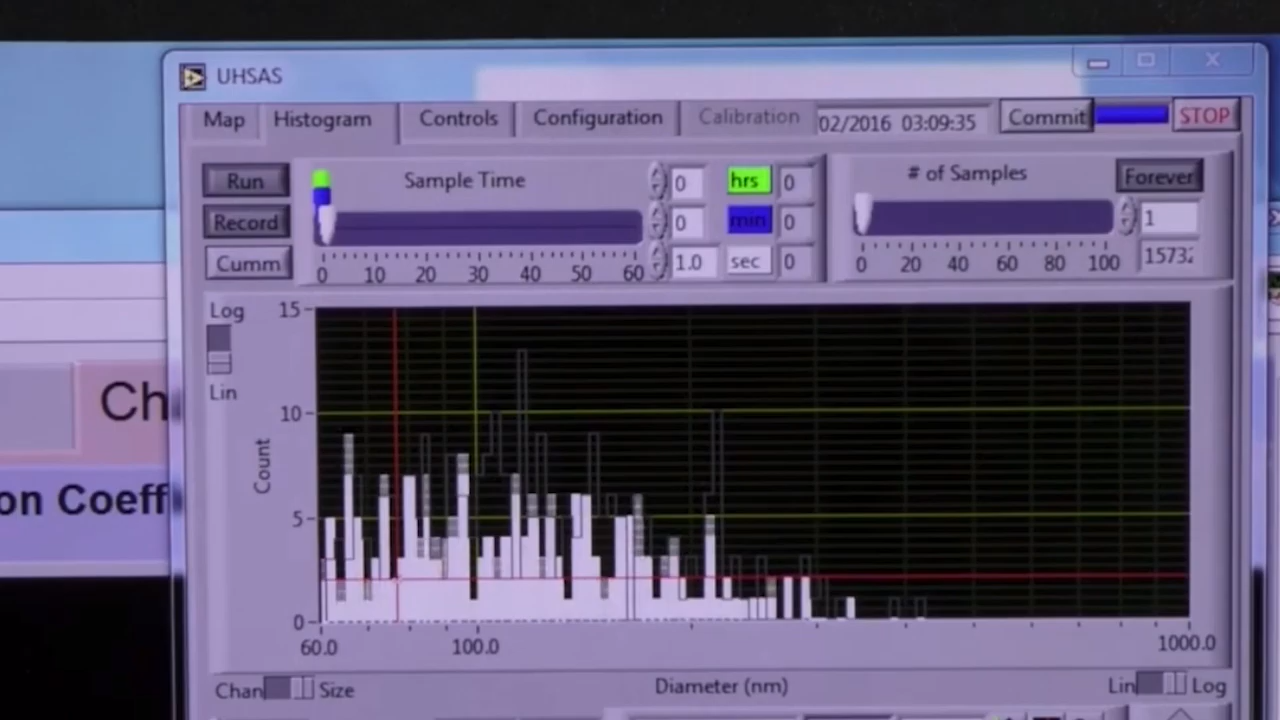 UHSAS
Map Histogram Controls Configuration Calibration 02/2016 03:09:35 Commit STOP
Run Sample Time 0 hrs 0 # of Samples Forever
Record 0 min 0 1
Cumm 1.0 sec 0 1573
0 10 20 30 40 50 60 0 20 40 60 80 100
Log
Lin
15
10
5
0
Count
60.0 100.0 1000.0
Chan Size Diameter (nm) Lin Log
Ch
on Coeff